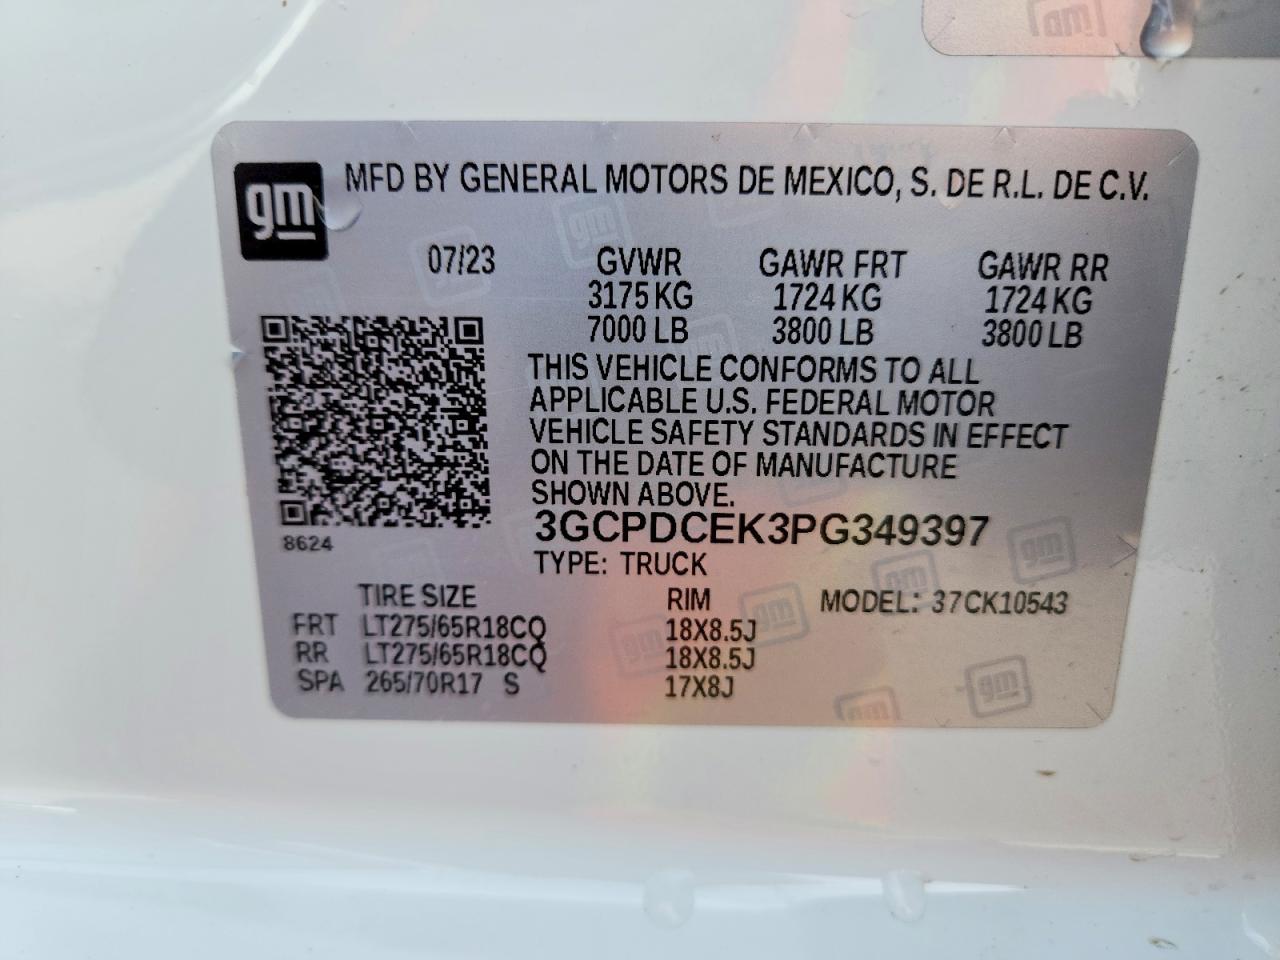 gm
gm MFD BY GENERAL MOTORS DE MEXICO, S. DE R.L. DE C.V.
07/23 GVWR GAWR FRT GAWR RR
3175 KG 1724 KG 1724 KG
7000 LB 3800 LB 3800 LB
THIS VEHICLE CONFORMS TO ALL
APPLICABLE U.S. FEDERAL MOTOR
VEHICLE SAFETY STANDARDS IN EFFECT
ON THE DATE OF MANUFACTURE
SHOWN ABOVE.
3GCPDCEK3PG349397
8624
TYPE: TRUCK
TIRE SIZE RIM MODEL: 37CK10543
FRT LT275/65R18CQ 18X8.5J
RR LT275/65R18CQ 18X8.5J
SPA 265/70R17 S 17X8J